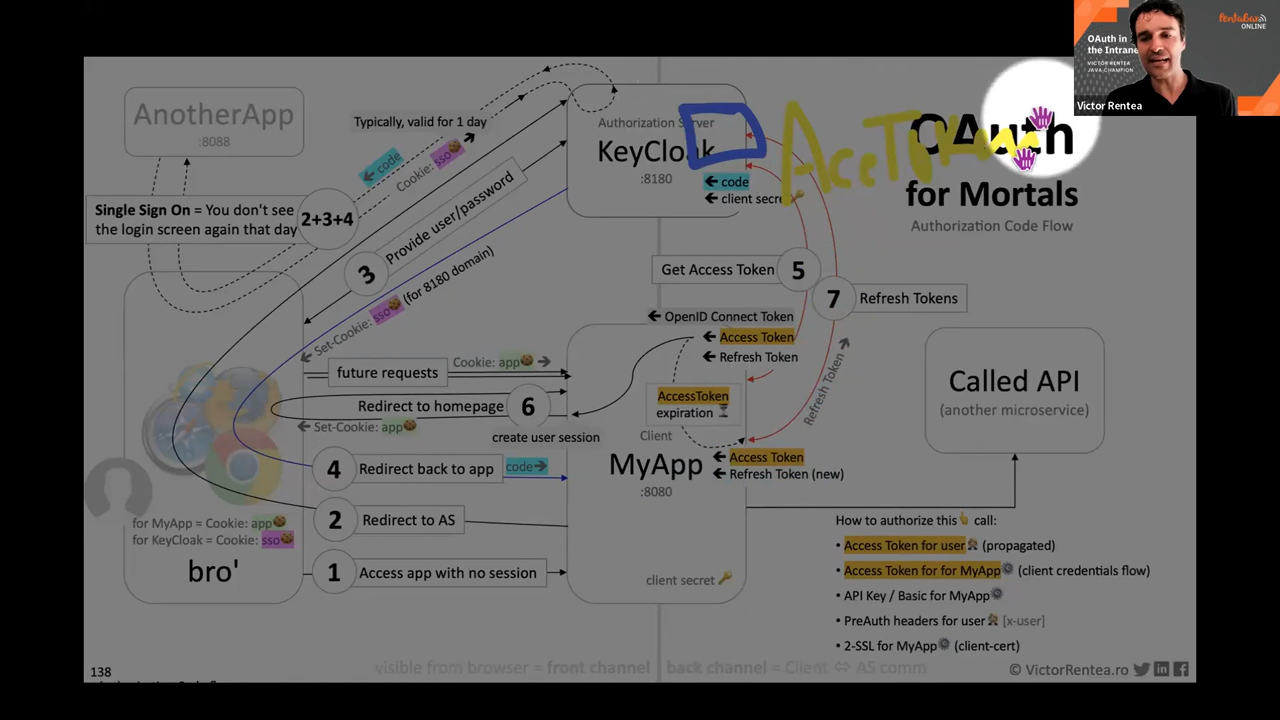 PentaBar
ONLINE
OAuth in
the Intranet
VICTOR RENTEA
JAVA CHAMPION
Victor Rentea
AnotherApp
:8088
Typically, valid for 1 day
← code
Cookie: sso
Single Sign On = You don't see
the login screen again that day
2+3+4
Authorization Server
KeyCloak
:8180
← code
← client secret
AcceToken
OAuth
for Mortals
Authorization Code Flow
3
Provide user/password
← Set-Cookie: sso (for 8180 domain)
Get Access Token
5
7
Refresh Tokens
← OpenID Connect Token
← Access Token
← Refresh Token
AccessToken
expiration
Refresh Token →
Called API
(another microservice)
future requests
Cookie: app →
Redirect to homepage
6
← Set-Cookie: app
create user session
Client
MyApp
:8080
← Access Token
← Refresh Token (new)
4
Redirect back to app
code→
2
Redirect to AS
for MyApp = Cookie: app
for KeyCloak = Cookie: sso
bro'
1
Access app with no session
client secret
How to authorize this call:
• Access Token for user (propagated)
• Access Token for for MyApp (client credentials flow)
• API Key / Basic for MyApp
• PreAuth headers for user [x-user]
• 2-SSL for MyApp (client-cert)
138
visible from browser = front channel
back channel = Client ⇔ AS comm
© VictorRentea.ro